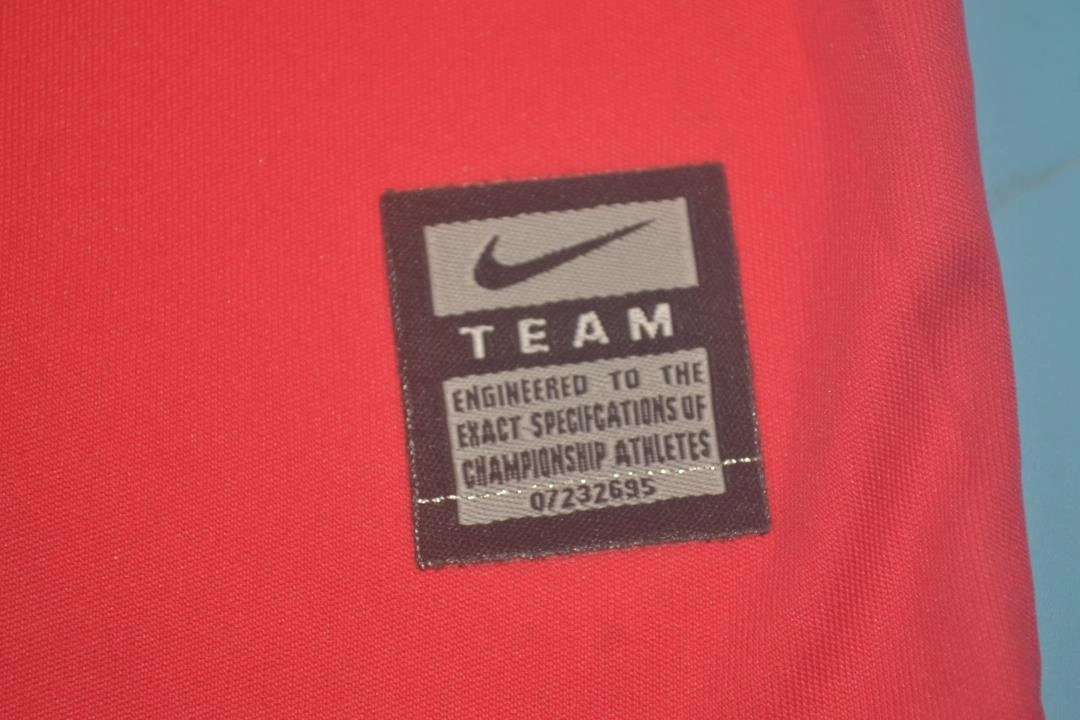 TEAM
ENGINEERED TO THE
EXACT SPECIFCATIONS OF
CHAMPIONSHIP ATHLETES
07232695